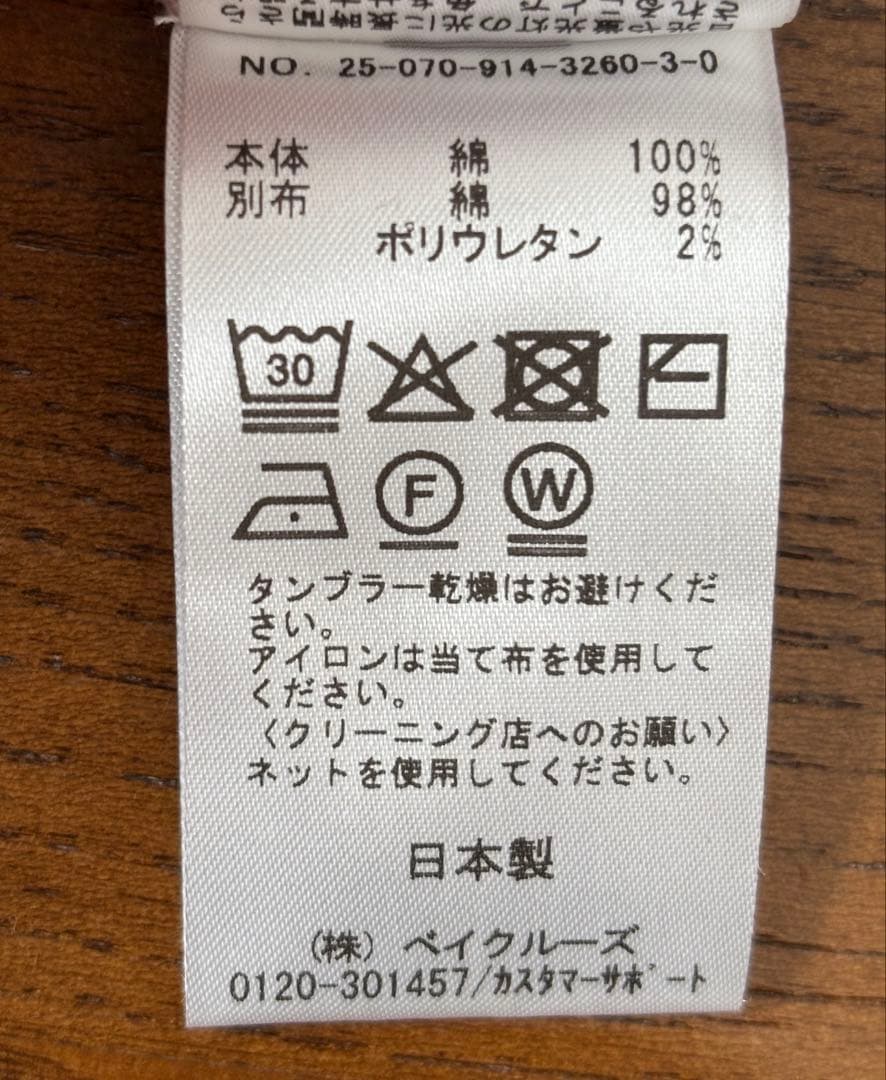 NO. 25-070-914-3260-3-0
本体 綿 100%
別布 綿 98%
ポリウレタン 2%
30
F W
タンブラー乾燥はお避けくだ
さい。
アイロンは当て布を使用して
ください。
〈クリーニング店へのお願い〉
ネットを使用してください。
日本製
(株) ベイクルーズ
0120-301457/カスタマーサポート